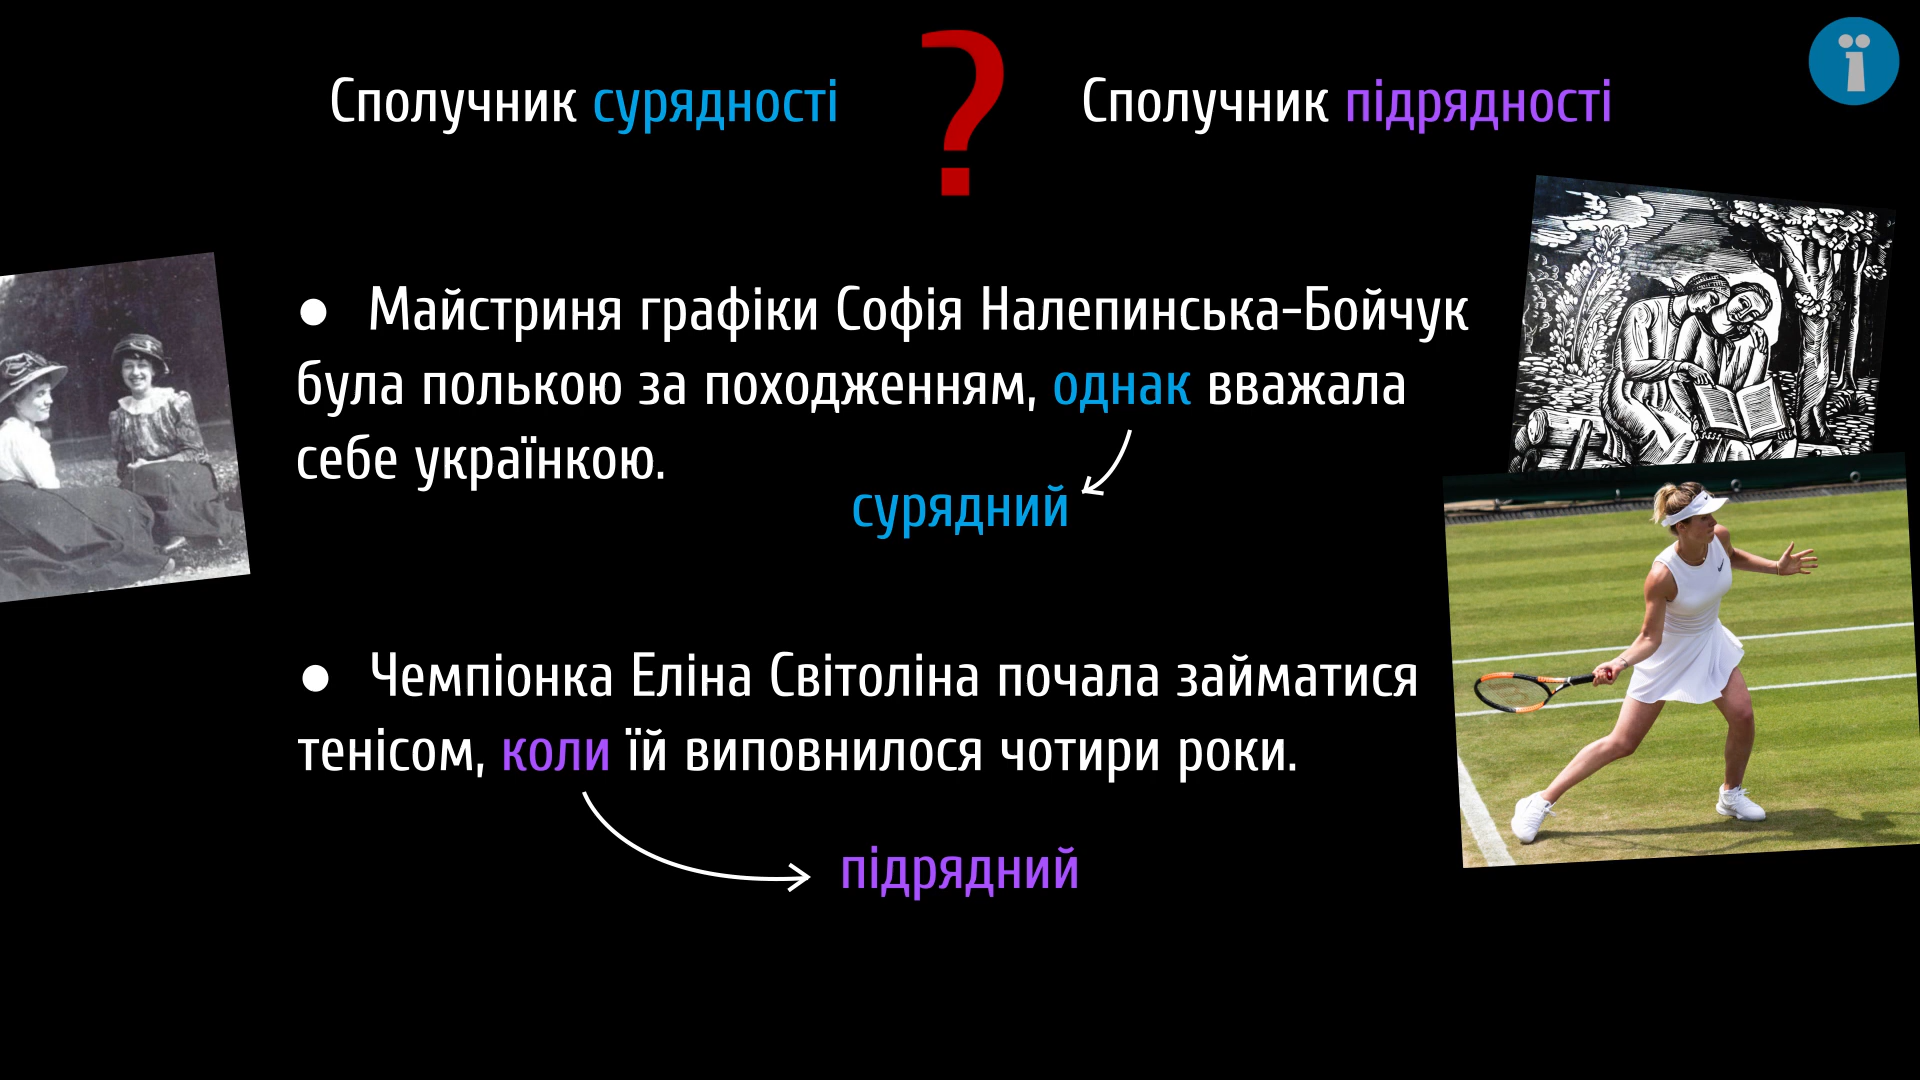 Сполучник сурядності ? Сполучник підрядності
ї
● Майстриня графіки Софія Налепинська-Бойчук
була полькою за походженням, однак вважала
себе українкою.
сурядний
● Чемпіонка Еліна Світоліна почала займатися
тенісом, коли їй виповнилося чотири роки.
підрядний